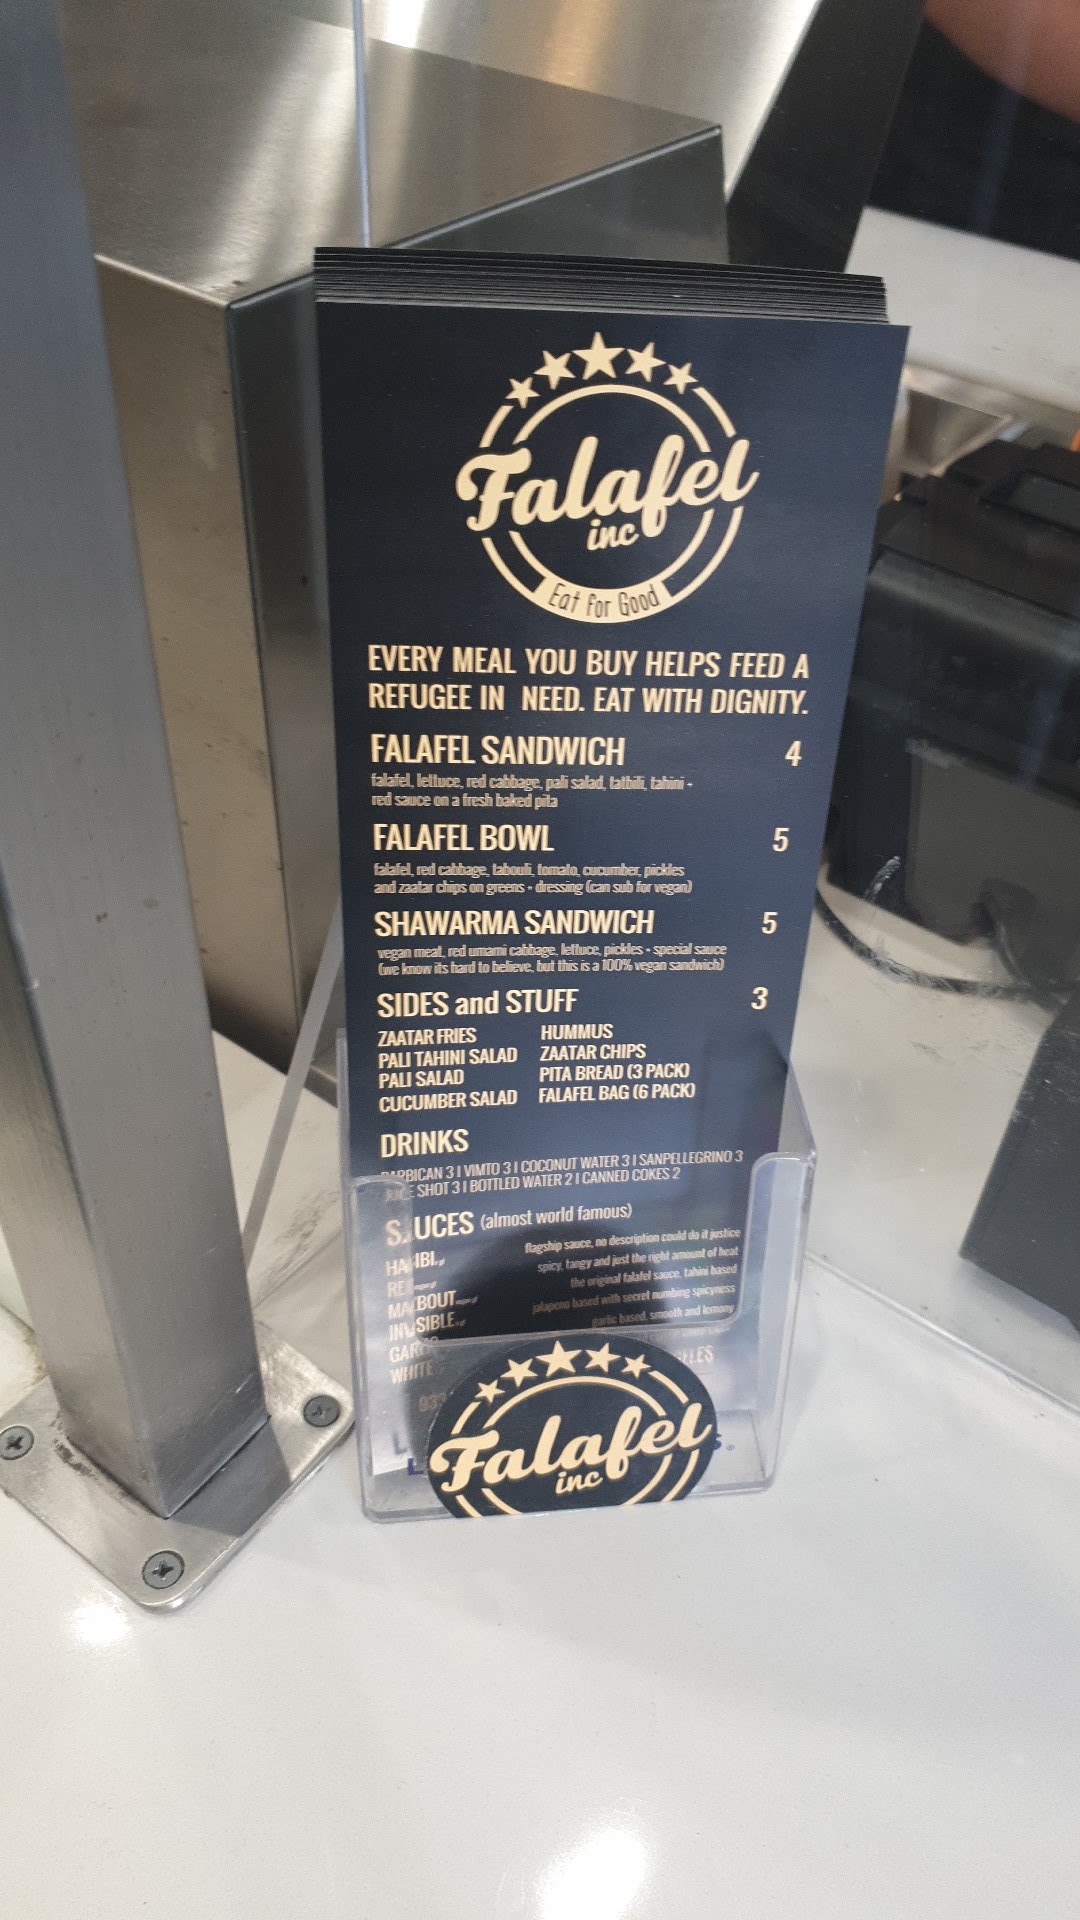 Falafel
inc
Eat for Good
EVERY MEAL YOU BUY HELPS FEED A
REFUGEE IN NEED. EAT WITH DIGNITY.
FALAFEL SANDWICH 4
falafel, lettuce, red cabbage, pali salad, tatbili, tahini +
red sauce on a fresh baked pita
FALAFEL BOWL 5
falafel, red cabbage, tabouli, tomato, cucumber, pickles
and zaatar chips on greens + dressing (can sub for vegan)
SHAWARMA SANDWICH 5
vegan meat, red umami cabbage, lettuce, pickles + special sauce
(we know its hard to believe, but this is a 100% vegan sandwich)
SIDES and STUFF 3
ZAATAR FRIES HUMMUS
PALI TAHINI SALAD ZAATAR CHIPS
PALI SALAD PITA BREAD (3 PACK)
CUCUMBER SALAD FALAFEL BAG (6 PACK)
DRINKS
BARBICAN 3 I VIMTO 3 I COCONUT WATER 3 I SANPELLEGRINO 3
JUICE SHOT 3 I BOTTLED WATER 2 I CANNED COKES 2
SAUCES (almost world famous)
HABIBI flagship sauce, no description could do it justice
spicy, tangy and just the right amount of heat
the original falafel sauce, tahini based
jalapeno based with secret numbing spicyness
garlic based, smooth and lemony
WHITE
Falafel
inc